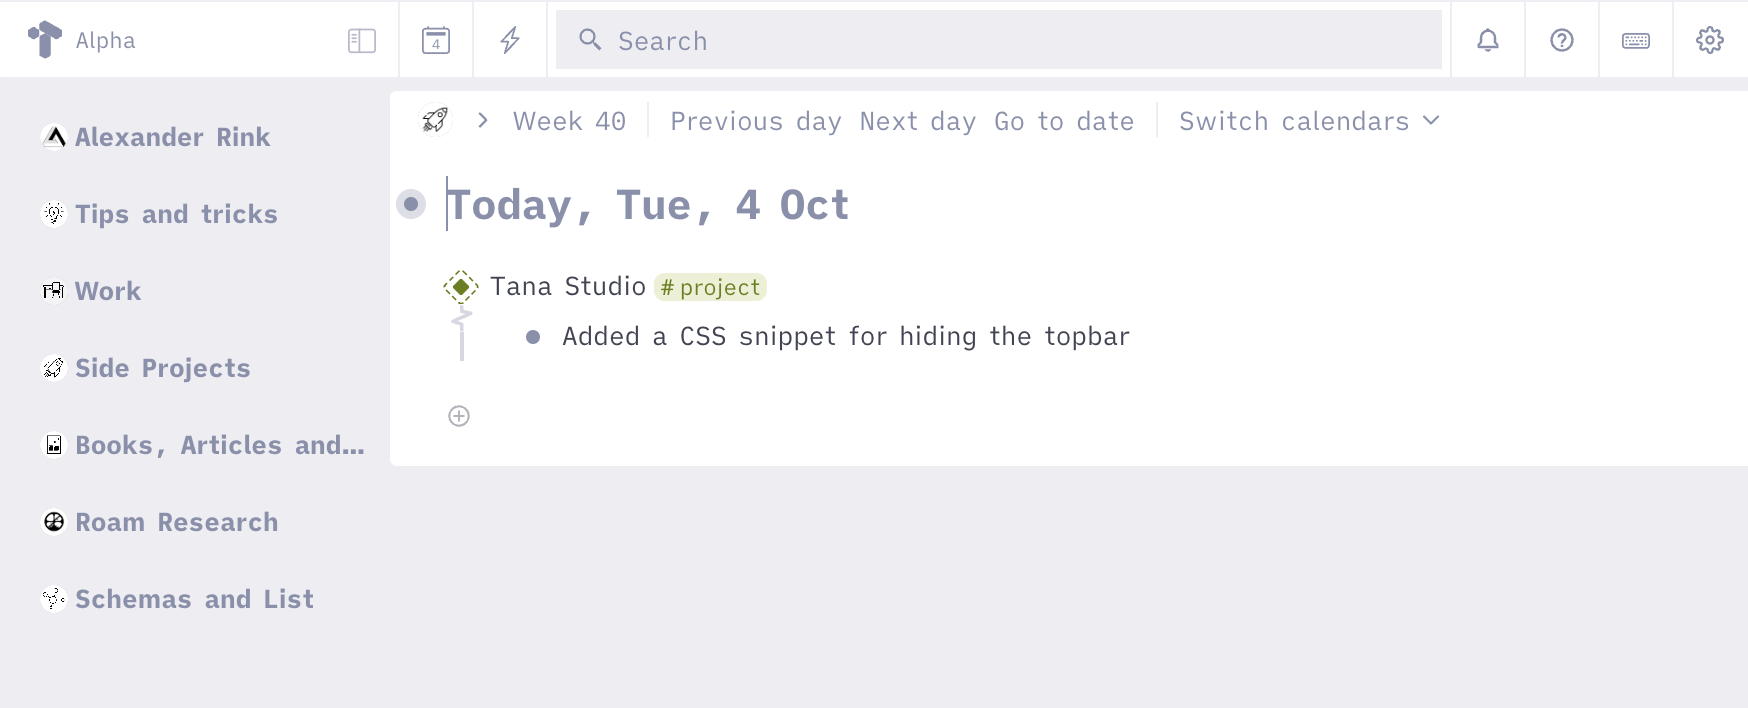 Alpha
4
Search
Alexander Rink
Tips and tricks
Work
Side Projects
Books, Articles and...
Roam Research
Schemas and List
Week 40
Previous day Next day Go to date
Switch calendars
Today, Tue, 4 Oct
Tana Studio #project
Added a CSS snippet for hiding the topbar